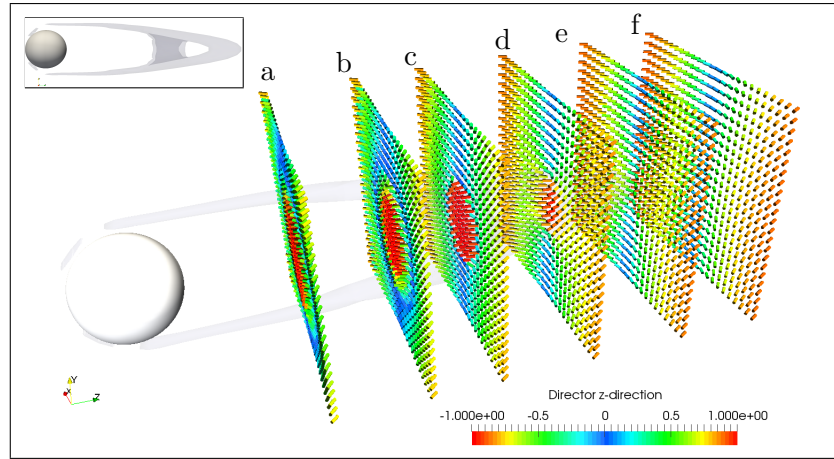 a b c d e f
Y
X
Z
Director z-direction
-1.000e+00 -0.5 0 0.5 1.000e+00